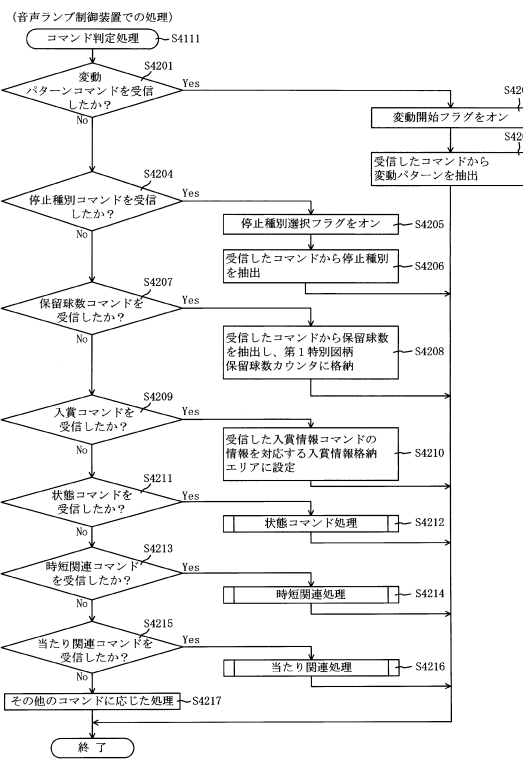 (音声ランプ制御装置での処理)
コマンド判定処理
S4111
S4201
変動
パターンコマンドを受信
したか?
Yes
No
変動開始フラグをオン
受信したコマンドから
変動パターンを抽出
S4204
停止種別コマンドを受信
したか?
Yes
No
停止種別選択フラグをオン
S4205
受信したコマンドから停止種別
を抽出
S4206
S4207
保留球数コマンドを
受信したか?
Yes
No
受信したコマンドから保留球数
を抽出し、第1特別図柄
保留球数カウンタに格納
S4208
S4209
入賞コマンドを
受信したか?
Yes
No
受信した入賞情報コマンドの
情報を対応する入賞情報格納
エリアに設定
S4210
S4211
状態コマンドを
受信したか?
Yes
No
状態コマンド処理
S4212
S4213
時短関連コマンド
を受信したか?
Yes
No
時短関連処理
S4214
S4215
当たり関連コマンドを
受信したか?
Yes
No
当たり関連処理
S4216
その他のコマンドに応じた処理
S4217
終了